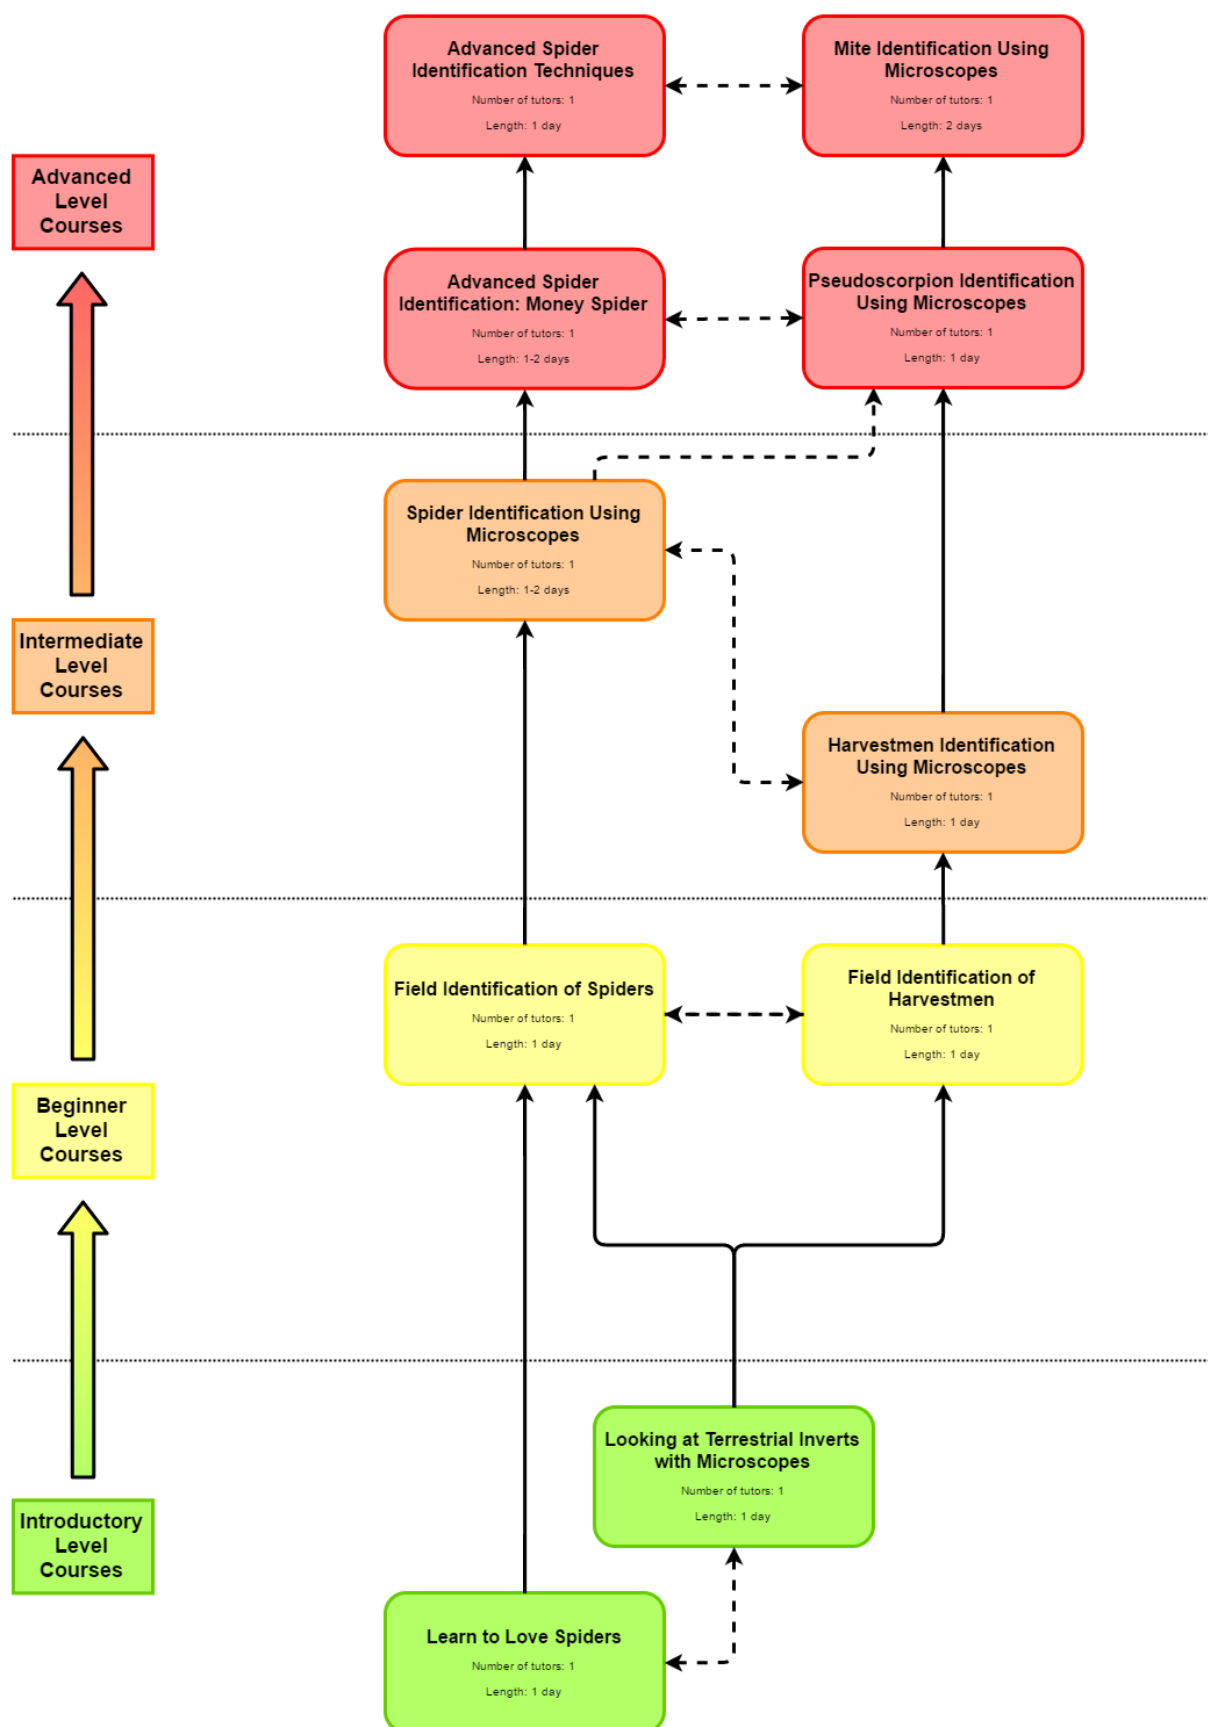 Advanced Spider
Identification Techniques
Number of tutors: 1
Length: 1 day
Mite Identification Using
Microscopes
Number of tutors: 1
Length: 2 days
Advanced
Level
Courses
Advanced Spider
Identification: Money Spider
Number of tutors: 1
Length: 1-2 days
Pseudoscorpion Identification
Using Microscopes
Number of tutors: 1
Length: 1 day
Spider Identification Using
Microscopes
Number of tutors: 1
Length: 1-2 days
Intermediate
Level
Courses
Harvestmen Identification
Using Microscopes
Number of tutors: 1
Length: 1 day
Field Identification of Spiders
Number of tutors: 1
Length: 1 day
Field Identification of
Harvestmen
Number of tutors: 1
Length: 1 day
Beginner
Level
Courses
Looking at Terrestrial Inverts
with Microscopes
Number of tutors: 1
Length: 1 day
Introductory
Level
Courses
Learn to Love Spiders
Number of tutors: 1
Length: 1 day